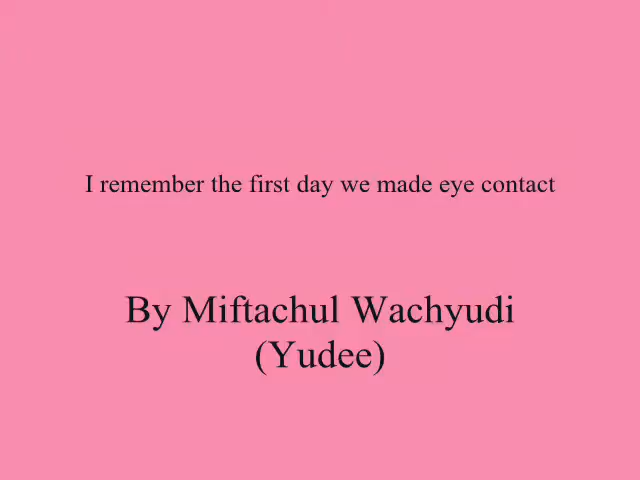 I remember the first day we made eye contact
By Miftachul Wachyudi
(Yudee)